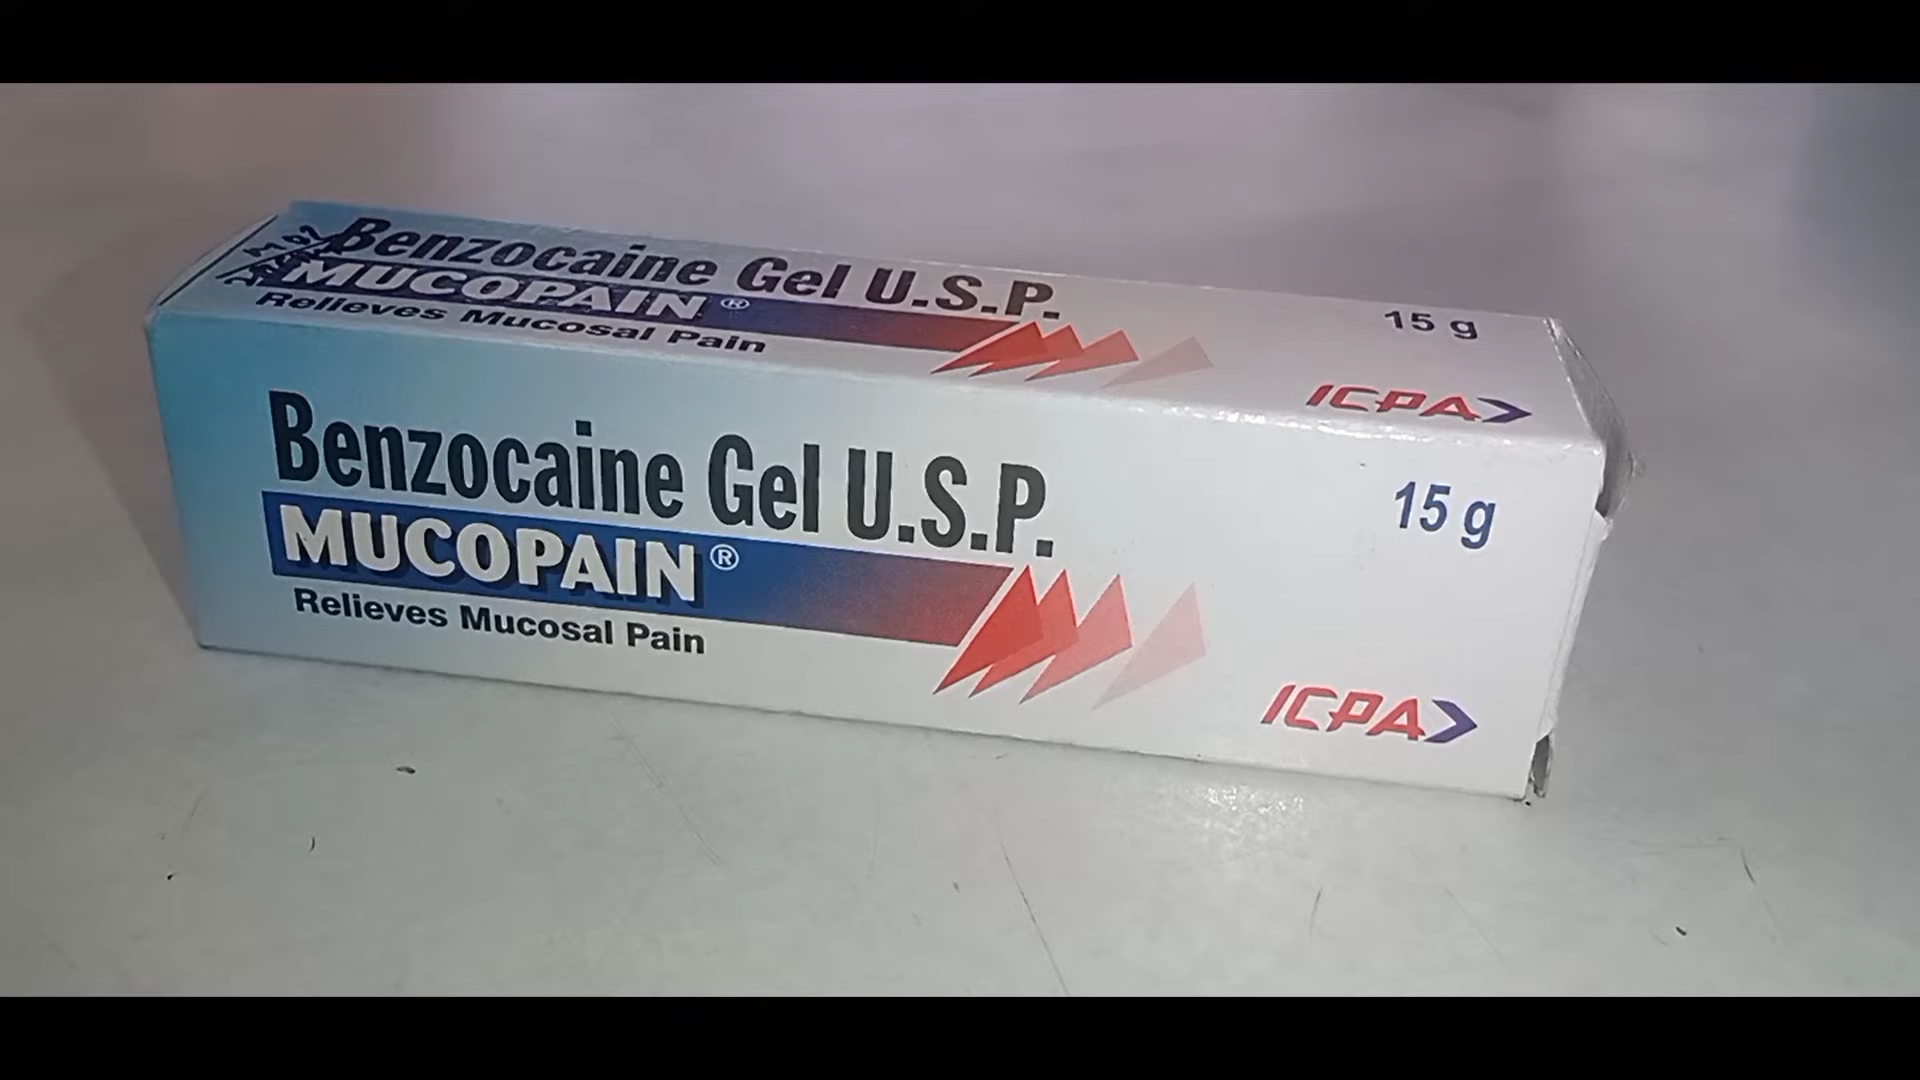 Benzocaine Gel U.S.P.
MUCOPAIN®
Relieves Mucosal Pain
15 g
ICPA
Benzocaine Gel U.S.P.
MUCOPAIN®
Relieves Mucosal Pain
15 g
ICPA